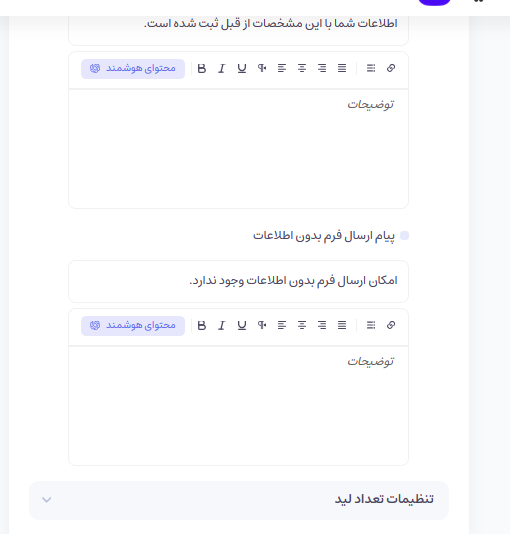 اطلاعات شما با این مشخصات از قبل ثبت شده است.
محتوای هوشمند
توضیحات
پیام ارسال فرم بدون اطلاعات
امکان ارسال فرم بدون اطلاعات وجود ندارد.
محتوای هوشمند
توضیحات
تنظیمات تعداد لید